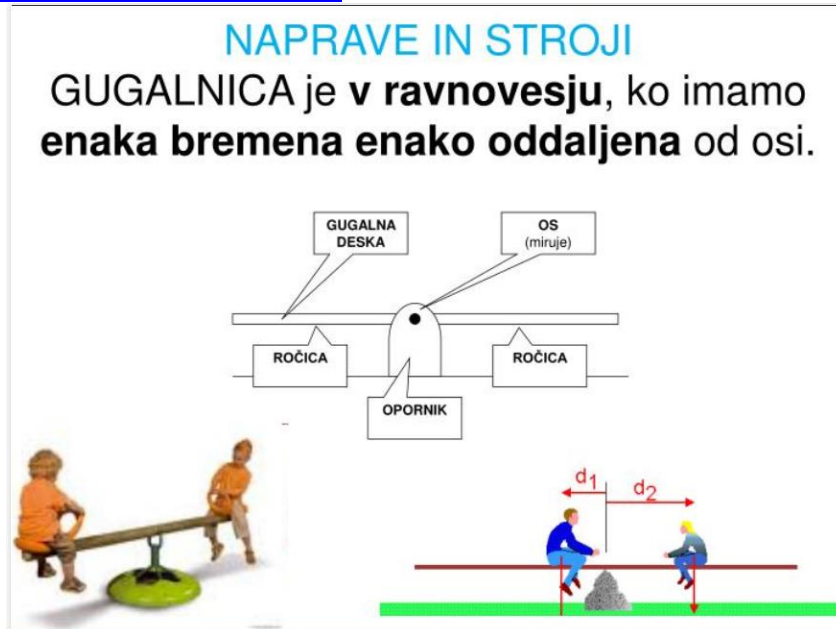 NAPRAVE IN STROJI
GUGALNICA je v ravnovesju, ko imamo
enaka bremena enako oddaljena od osi.
GUGALNA
DESKA
OS
(miruje)
ROČICA
ROČICA
OPORNIK
d1
d2